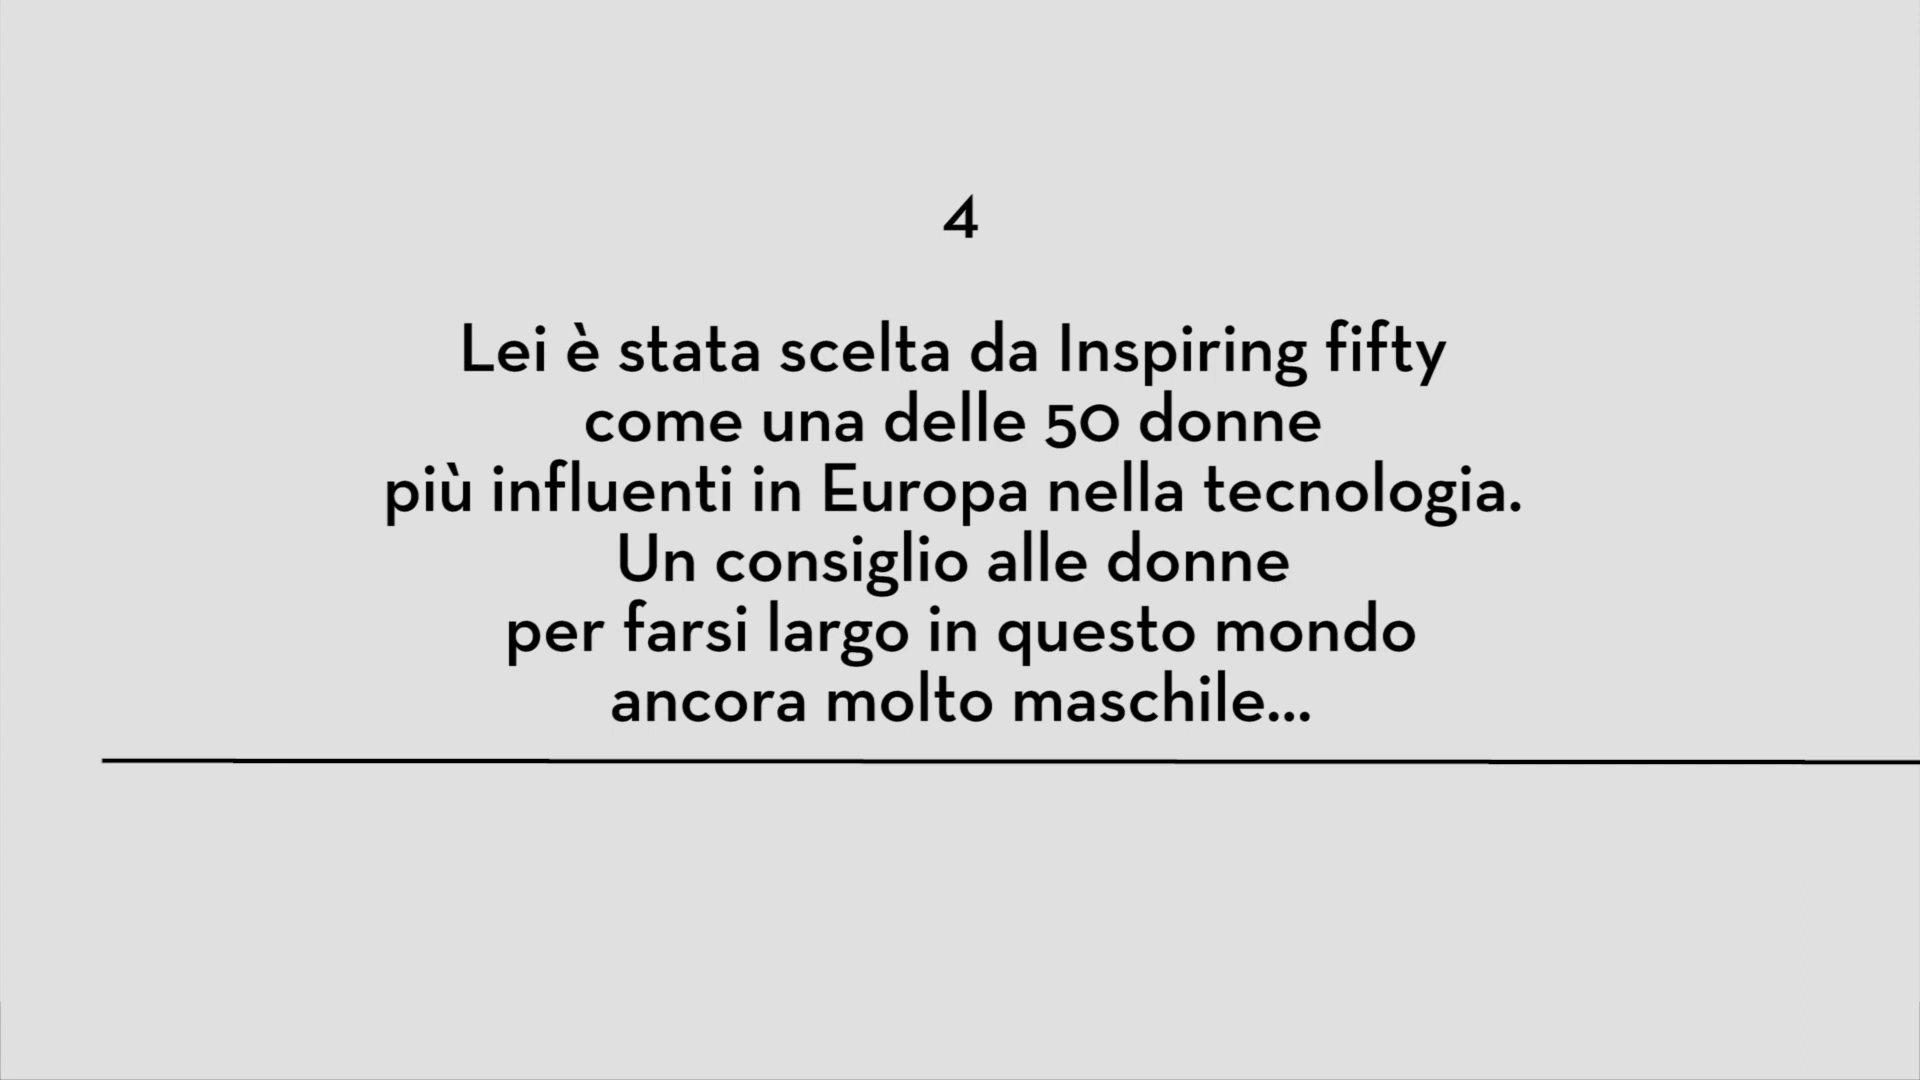 4
Lei è stata scelta da Inspiring fifty
come una delle 50 donne
più influenti in Europa nella tecnologia.
Un consiglio alle donne
per farsi largo in questo mondo
ancora molto maschile...